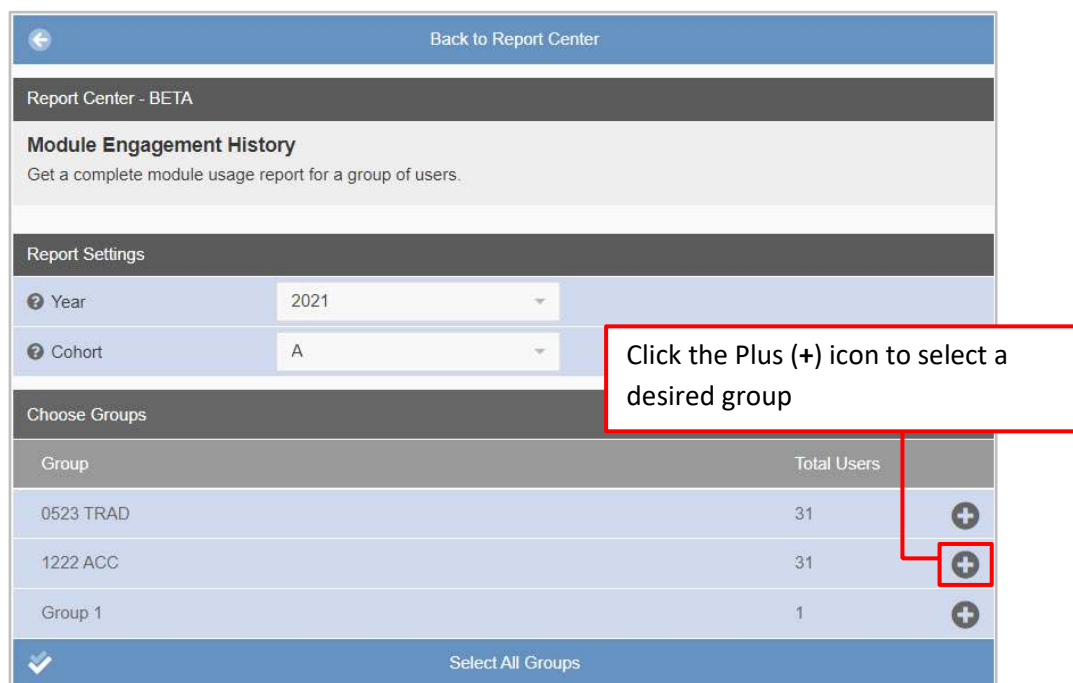 Back to Report Center
Report Center - BETA
Module Engagement History
Get a complete module usage report for a group of users.
Report Settings
Year 2021
Cohort A
Click the Plus (+) icon to select a
desired group
Choose Groups
Group Total Users
0523 TRAD 31
1222 ACC 31
Group 1 1
Select All Groups